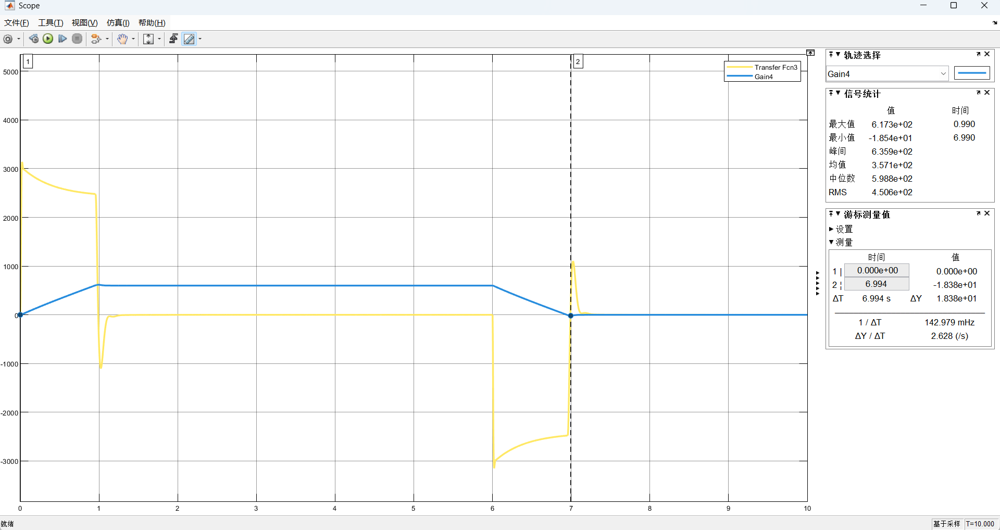 Scope
文件(F) 工具(T) 视图(V) 仿真(I) 帮助(H)
1
2
Transfer Fcn3
Gain4
5000
4000
3000
2000
1000
0
-1000
-2000
-3000
0 1 2 3 4 5 6 7 8 9 10
轨迹选择
Gain4
信号统计
值 时间
最大值 6.173e+02 0.990
最小值 -1.854e+01 6.990
峰间 6.359e+02
均值 3.571e+02
中位数 5.988e+02
RMS 4.506e+02
游标测量值
设置
测量
时间 值
1 | 0.000e+00 0.000e+00
2 ¦ 6.994 -1.838e+01
ΔT 6.994 s ΔY 1.838e+01
1 / ΔT 142.979 mHz
ΔY / ΔT 2.628 (/s)
就绪 基于采样 T=10.000